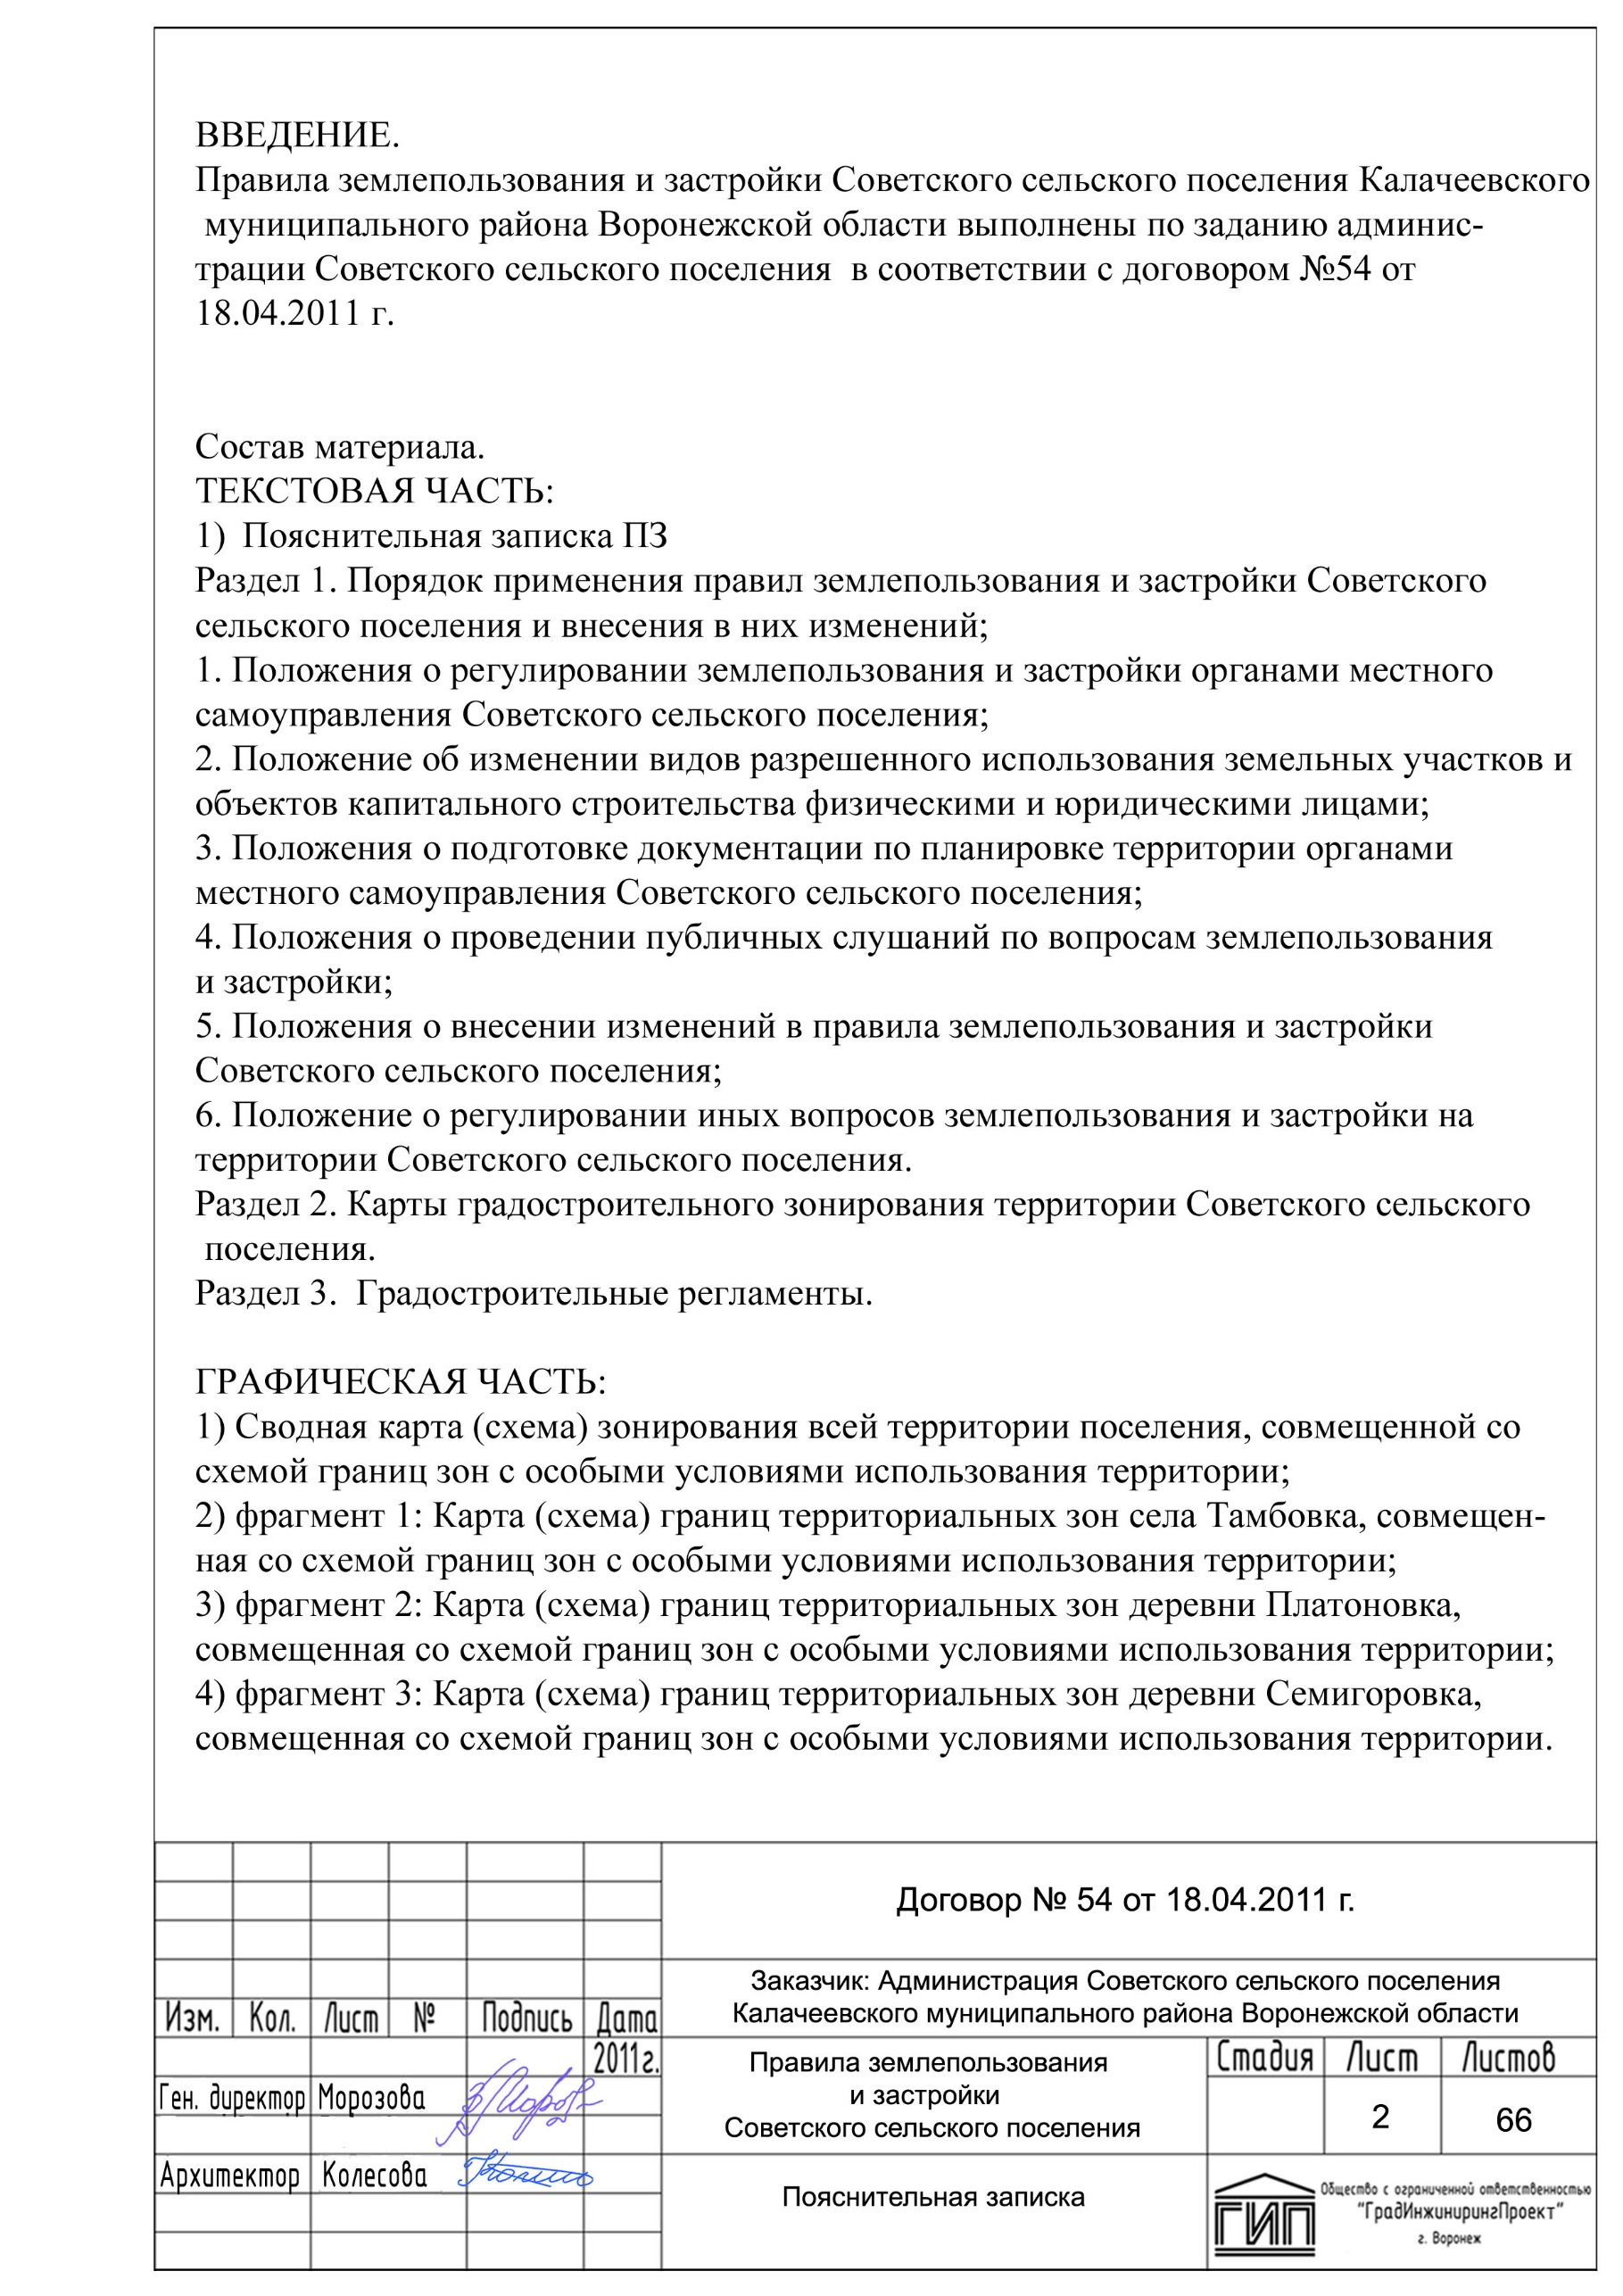 ВВЕДЕНИЕ.
Правила землепользования и застройки Советского сельского поселения Калачеевского
муниципального района Воронежской области выполнены по заданию админис-
трации Советского сельского поселения  в соответствии с договором №54 от
18.04.2011 г.
Состав материала.
ТЕКСТОВАЯ ЧАСТЬ:
1)  Пояснительная записка ПЗ
Раздел 1. Порядок применения правил землепользования и застройки Советского
сельского поселения и внесения в них изменений;
1. Положения о регулировании землепользования и застройки органами местного
самоуправления Советского сельского поселения;
2. Положение об изменении видов разрешенного использования земельных участков и
объектов капитального строительства физическими и юридическими лицами;
3. Положения о подготовке документации по планировке территории органами
местного самоуправления Советского сельского поселения;
4. Положения о проведении публичных слушаний по вопросам землепользования
и застройки;
5. Положения о внесении изменений в правила землепользования и застройки
Советского сельского поселения;
6. Положение о регулировании иных вопросов землепользования и застройки на
территории Советского сельского поселения.
Раздел 2. Карты градостроительного зонирования территории Советского сельского
поселения.
Раздел 3.  Градостроительные регламенты.
ГРАФИЧЕСКАЯ ЧАСТЬ:
1) Сводная карта (схема) зонирования всей территории поселения, совмещенной со
схемой границ зон с особыми условиями использования территории;
2) фрагмент 1: Карта (схема) границ территориальных зон села Тамбовка, совмещен-
ная со схемой границ зон с особыми условиями использования территории;
3) фрагмент 2: Карта (схема) границ территориальных зон деревни Платоновка,
совмещенная со схемой границ зон с особыми условиями использования территории;
4) фрагмент 3: Карта (схема) границ территориальных зон деревни Семигоровка,
совмещенная со схемой границ зон с особыми условиями использования территории.
Договор № 54 от 18.04.2011 г.
Заказчик: Администрация Советского сельского поселения
Калачеевского муниципального района Воронежской области
Изм. Кол. Лист № Подпись Дата
2011г.
Ген. директор Морозова
Архитектор Колесова
Правила землепользования
и застройки
Советского сельского поселения
Стадия Лист Листов
2 66
Пояснительная записка
ГИП
Общество с ограниченной ответственностью
"ГрадИнжинирингПроект"
г. Воронеж